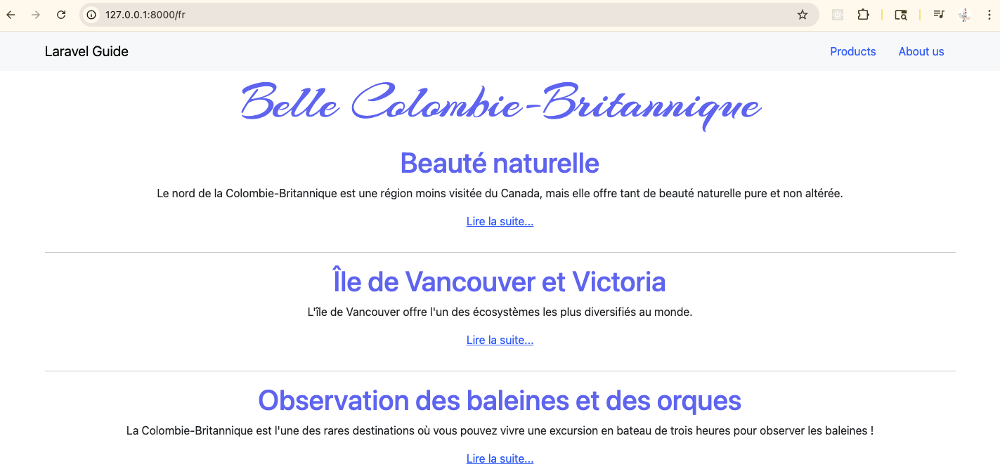 127.0.0.1:8000/fr
Laravel Guide Products About us
Belle Colombie-Britannique
Beauté naturelle
Le nord de la Colombie-Britannique est une région moins visitée du Canada, mais elle offre tant de beauté naturelle pure et non altérée.
Lire la suite...
Île de Vancouver et Victoria
L'île de Vancouver offre l'un des écosystèmes les plus diversifiés au monde.
Lire la suite...
Observation des baleines et des orques
La Colombie-Britannique est l'une des rares destinations où vous pouvez vivre une excursion en bateau de trois heures pour observer les baleines !
Lire la suite...